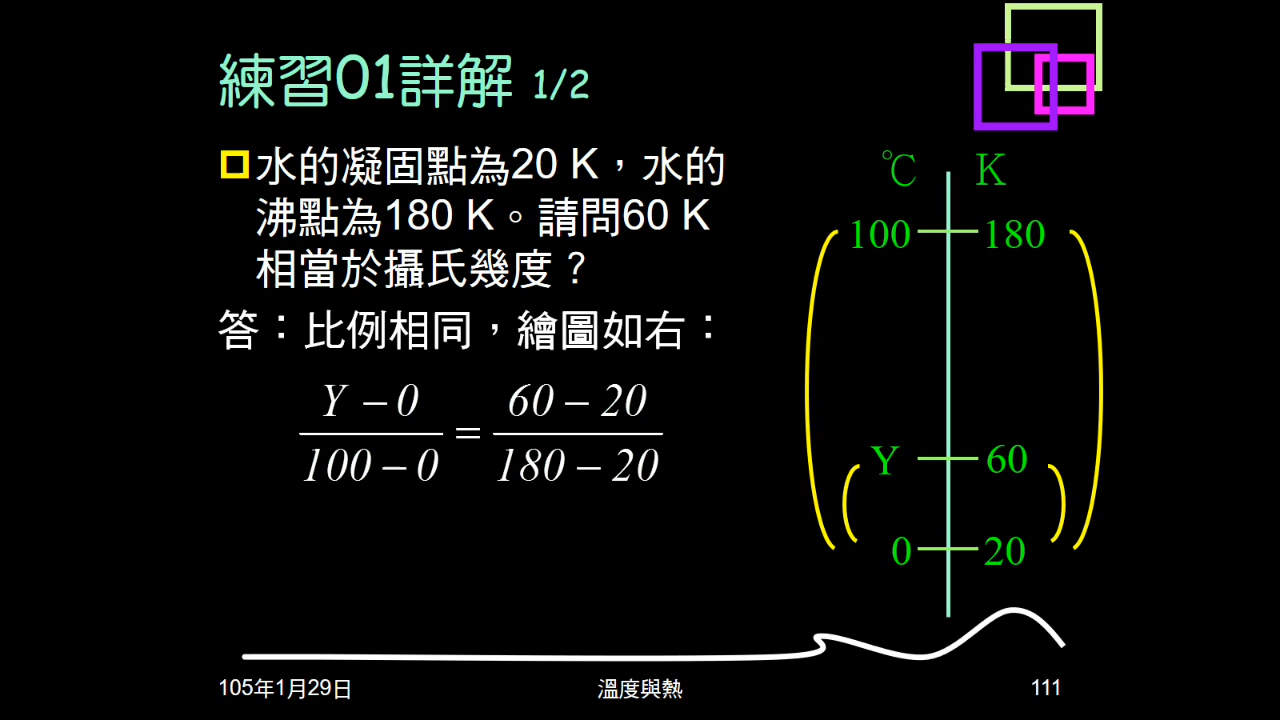 練習01詳解 1/2
水的凝固點為20 K，水的
沸點為180 K。請問60 K
相當於攝氏幾度？
答：比例相同，繪圖如右：
Y − 0 = 60 − 20
100 − 0 180 − 20
℃ K
100 180
Y 60
0 20
105年1月29日 溫度與熱 111